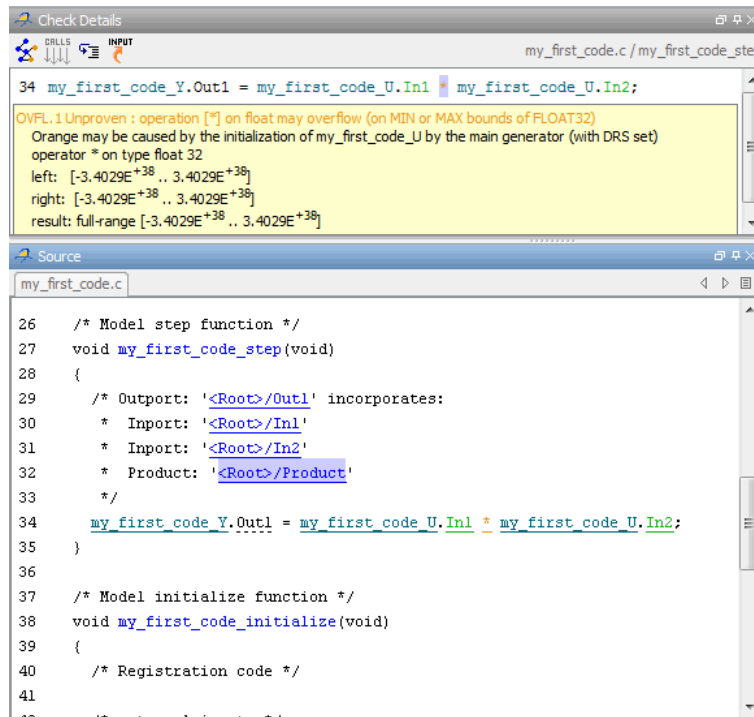 Check Details
CALLS INPUT
my_first_code.c / my_first_code_ste
34 my_first_code_Y.Out1 = my_first_code_U.In1 * my_first_code_U.In2;
OVFL.1 Unproven : operation [*] on float may overflow (on MIN or MAX bounds of FLOAT32)
Orange may be caused by the initialization of my_first_code_U by the main generator (with DRS set)
operator * on type float 32
left: [-3.4029E+38 .. 3.4029E+38]
right: [-3.4029E+38 .. 3.4029E+38]
result: full-range [-3.4029E+38 .. 3.4029E+38]
Source
my_first_code.c
26 /* Model step function */
27 void my_first_code_step(void)
28 {
29 /* Outport: '<Root>/Out1' incorporates:
30 * Inport: '<Root>/In1'
31 * Inport: '<Root>/In2'
32 * Product: '<Root>/Product'
33 */
34 my_first_code_Y.Out1 = my_first_code_U.In1 * my_first_code_U.In2;
35 }
36
37 /* Model initialize function */
38 void my_first_code_initialize(void)
39 {
40 /* Registration code */
41